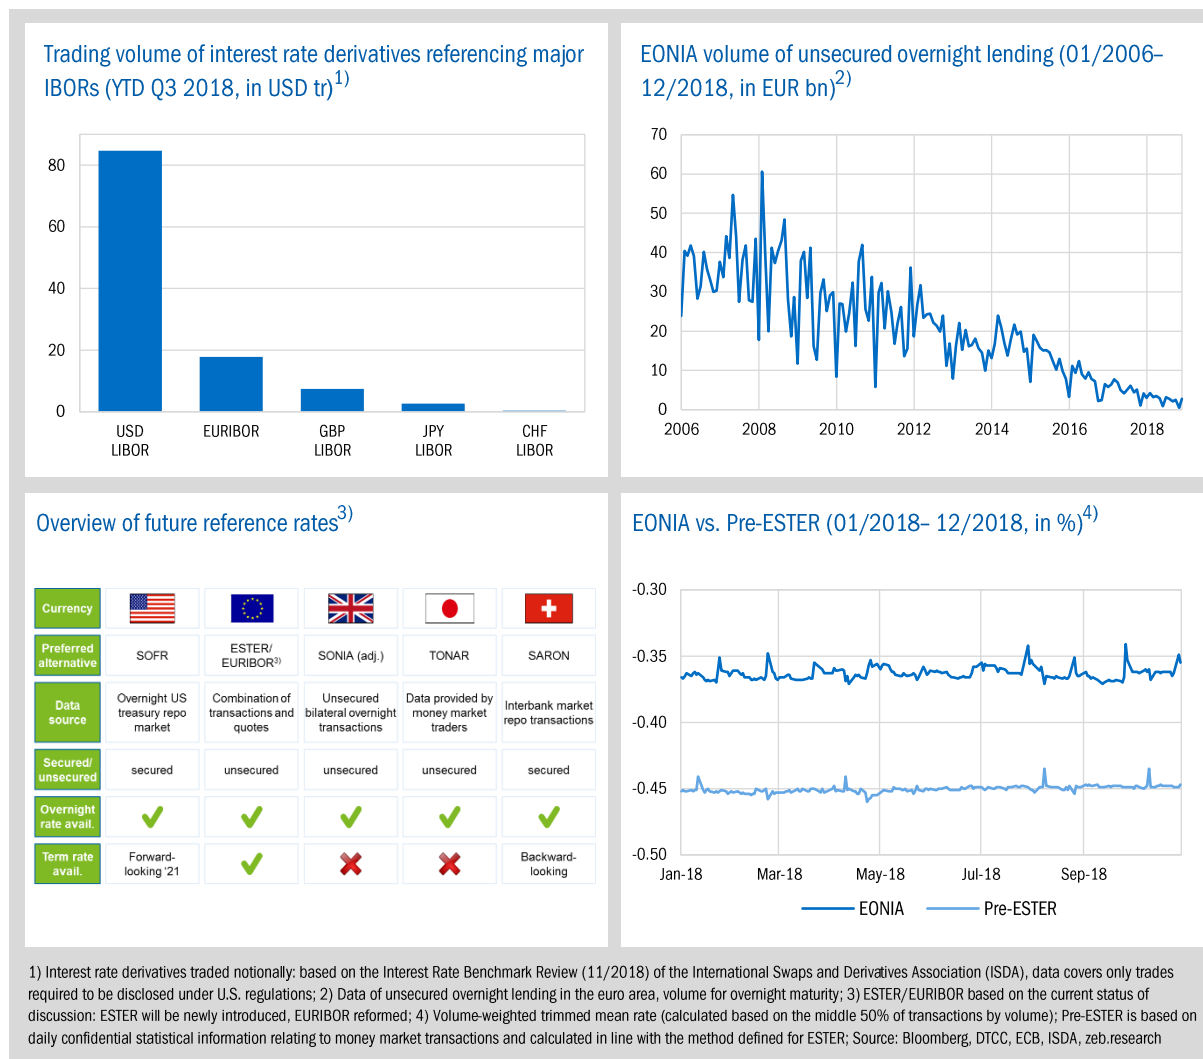 Trading volume of interest rate derivatives referencing major
IBORs (YTD Q3 2018, in USD tr)1)
80
60
40
20
0
USD
LIBOR
EURIBOR
GBP
LIBOR
JPY
LIBOR
CHF
LIBOR
EONIA volume of unsecured overnight lending (01/2006–
12/2018, in EUR bn)2)
70
60
50
40
30
20
10
0
2006 2008 2010 2012 2014 2016 2018
Overview of future reference rates3)
Currency
Preferred
alternative
SOFR
ESTER/
EURIBOR3)
SONIA (adj.)
TONAR
SARON
Data
source
Overnight US
treasury repo
market
Combination of
transactions and
quotes
Unsecured
bilateral overnight
transactions
Data provided by
money market
traders
Interbank market
repo transactions
Secured/
unsecured
secured
unsecured
unsecured
unsecured
secured
Overnight
rate avail.
Term rate
avail.
Forward-
looking '21
Backward-
looking
EONIA vs. Pre-ESTER (01/2018– 12/2018, in %)4)
-0.30
-0.35
-0.40
-0.45
-0.50
Jan-18 Mar-18 May-18 Jul-18 Sep-18
EONIA Pre-ESTER
1) Interest rate derivatives traded notionally: based on the Interest Rate Benchmark Review (11/2018) of the International Swaps and Derivatives Association (ISDA), data covers only trades
required to be disclosed under U.S. regulations; 2) Data of unsecured overnight lending in the euro area, volume for overnight maturity; 3) ESTER/EURIBOR based on the current status of
discussion: ESTER will be newly introduced, EURIBOR reformed; 4) Volume-weighted trimmed mean rate (calculated based on the middle 50% of transactions by volume); Pre-ESTER is based on
daily confidential statistical information relating to money market transactions and calculated in line with the method defined for ESTER; Source: Bloomberg, DTCC, ECB, ISDA, zeb.research